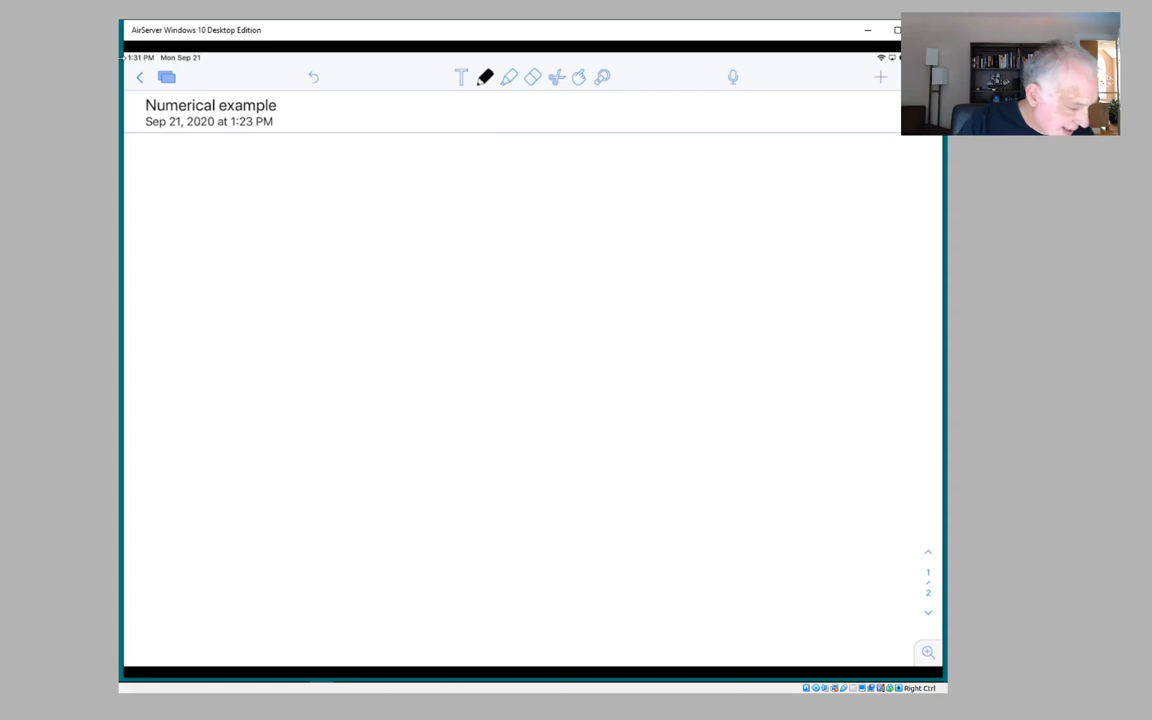 AirServer Windows 10 Desktop Edition
1:31 PM Mon Sep 21
T
Numerical example
Sep 21, 2020 at 1:23 PM
1
/
2
Right Ctrl